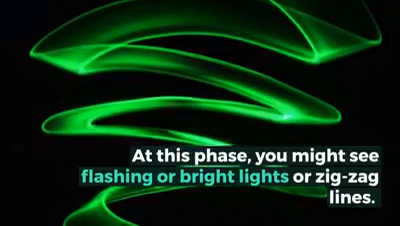 At this phase, you might see
flashing or bright lights or zig-zag
lines.